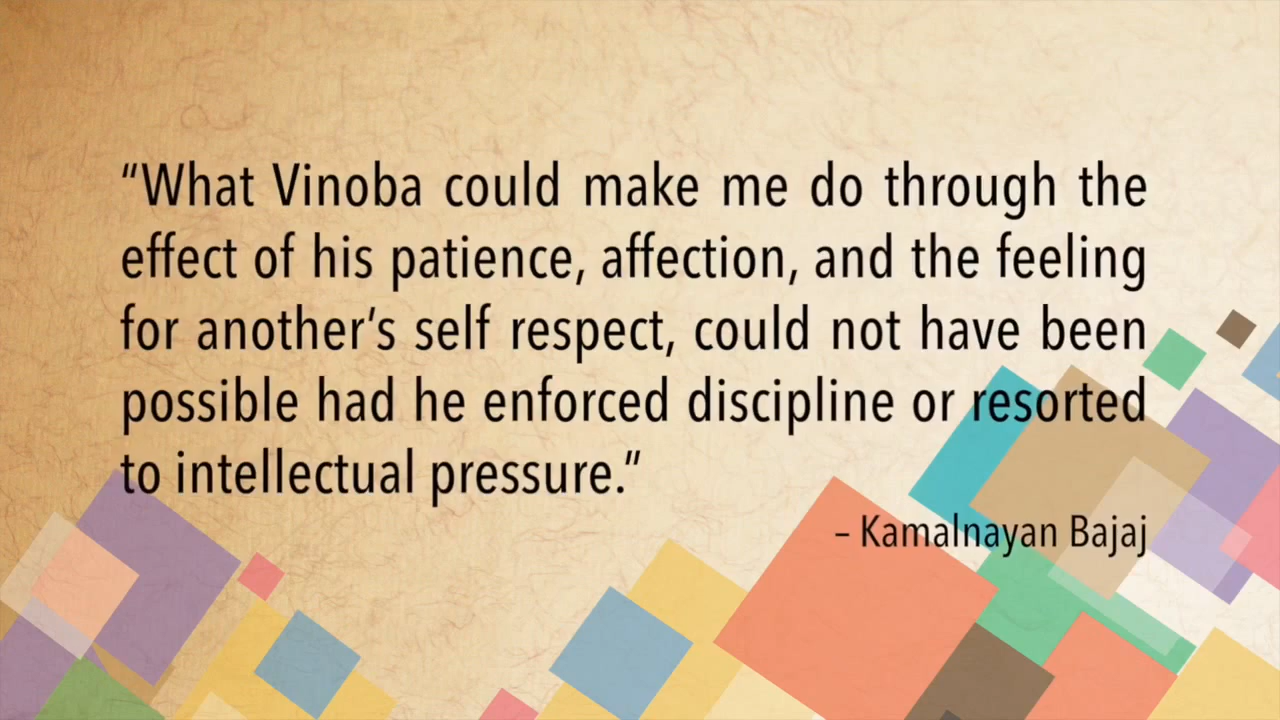 “What Vinoba could make me do through the
effect of his patience, affection, and the feeling
for another‘s self respect, could not have been
possible had he enforced discipline or resorted
to intellectual pressure.”
– Kamalnayan Bajaj